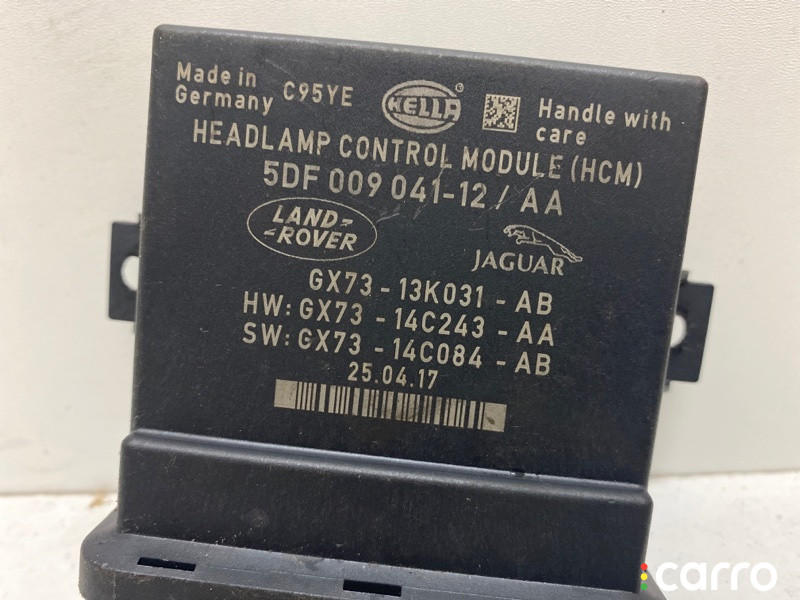 Made in
Germany
C95YE
HELLA
Handle with
care
HEADLAMP CONTROL MODULE (HCM)
5DF 009 041-12 / AA
LAND-
-ROVER
JAGUAR
GX73 - 13K031 - AB
HW: GX73 - 14C243 - AA
SW: GX73 - 14C084 - AB
25.04.17
carro